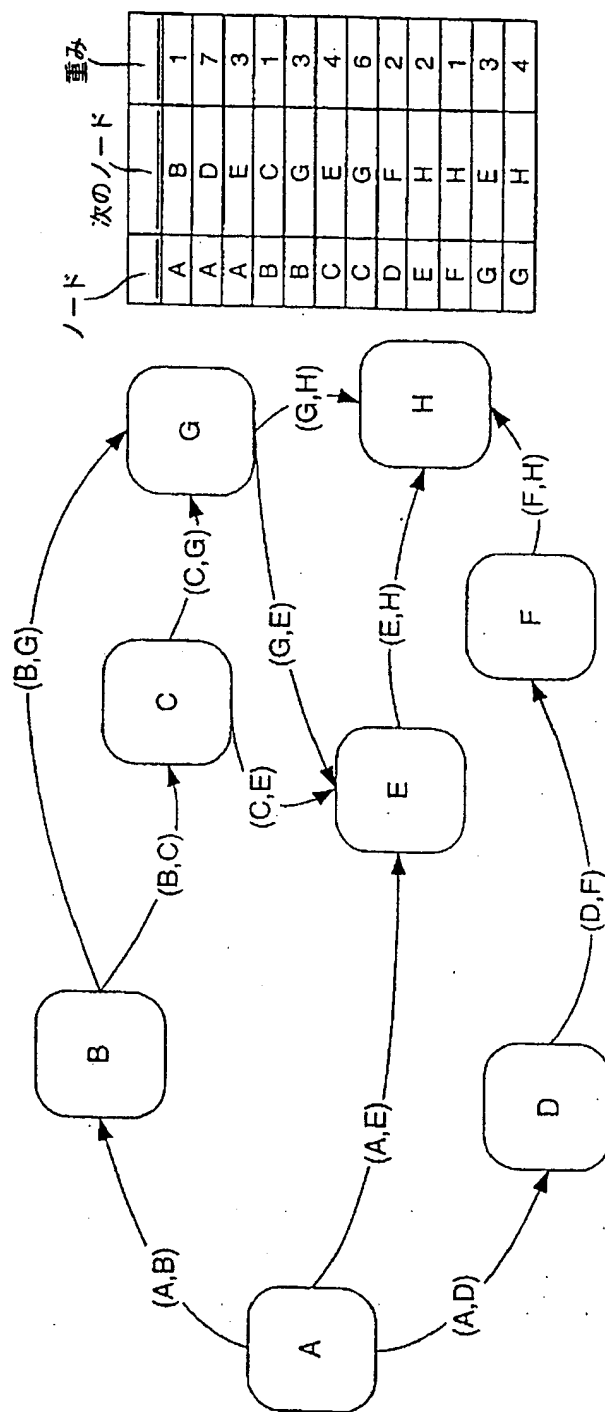 ノード 次のノード 重み
A B 1
A D 7
A E 3
B C 1
B G 3
C E 4
C G 6
D F 2
E H 2
F H 1
G E 3
G H 4
(B,G)
B
(A,B)
(B,C)
C
(C,G)
G
(C,E)
(G,E)
(G,H)
A
(A,E)
E
(E,H)
H
(A,D)
D
(D,F)
F
(F,H)